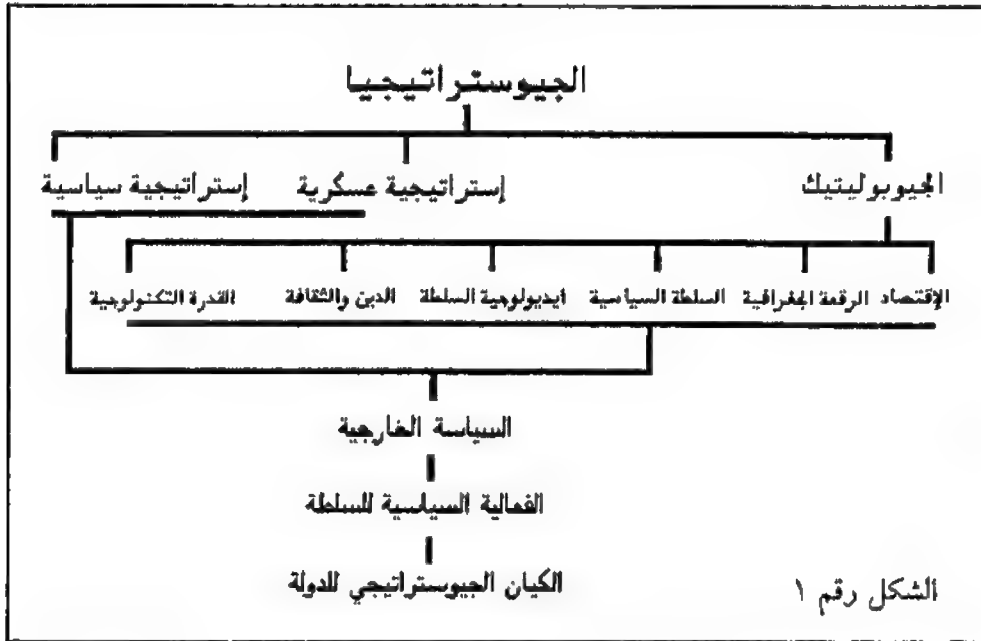 الجيوستراتيجيا
الجيوبوليتيك إستراتيجية عسكرية إستراتيجية سياسية
الإقتصاد الرقعة الجغرافية السلطة السياسية ايديولوجية السلطة الدين والثقافة القدرة التكنولوجية
السياسة الخارجية
الفعالية السياسية للسلطة
الكيان الجيوستراتيجي للدولة
الشكل رقم ١